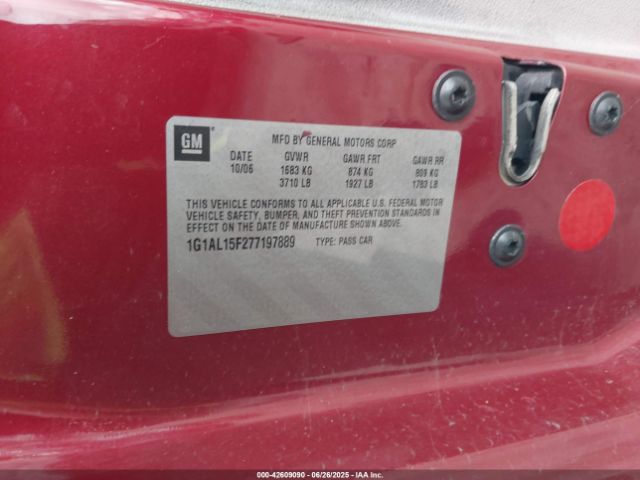 GM
MFD BY GENERAL MOTORS CORP
DATE GVWR GAWR FRT GAWR RR
10/06 1683 KG 874 KG 809 KG
3710 LB 1927 LB 1783 LB
THIS VEHICLE CONFORMS TO ALL APPLICABLE U.S. FEDERAL MOTOR
VEHICLE SAFETY, BUMPER, AND THEFT PREVENTION STANDARDS IN
EFFECT ON THE DATE OF MANUFACTURE SHOWN ABOVE.
1G1AL15F277197889 TYPE: PASS CAR
000-42609090 - 06/26/2025 - IAA Inc.